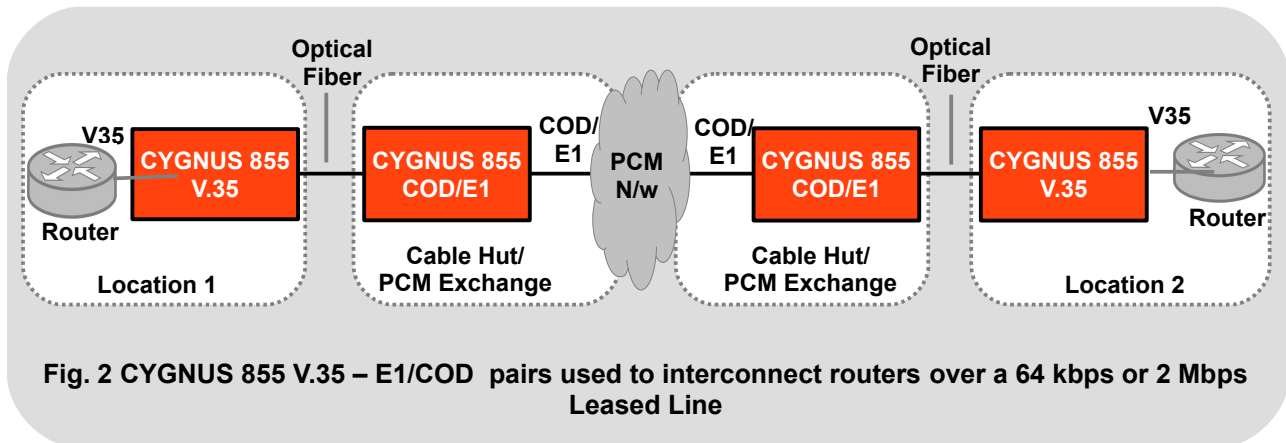 Optical
Fiber
Optical
Fiber
V35
CYGNUS 855
V.35
Router
Location 1
CYGNUS 855
COD/E1
COD/
E1
Cable Hut/
PCM Exchange
PCM
N/w
COD/
E1
CYGNUS 855
COD/E1
Cable Hut/
PCM Exchange
CYGNUS 855
V.35
V35
Router
Location 2
Fig. 2 CYGNUS 855 V.35 – E1/COD  pairs used to interconnect routers over a 64 kbps or 2 Mbps
Leased Line